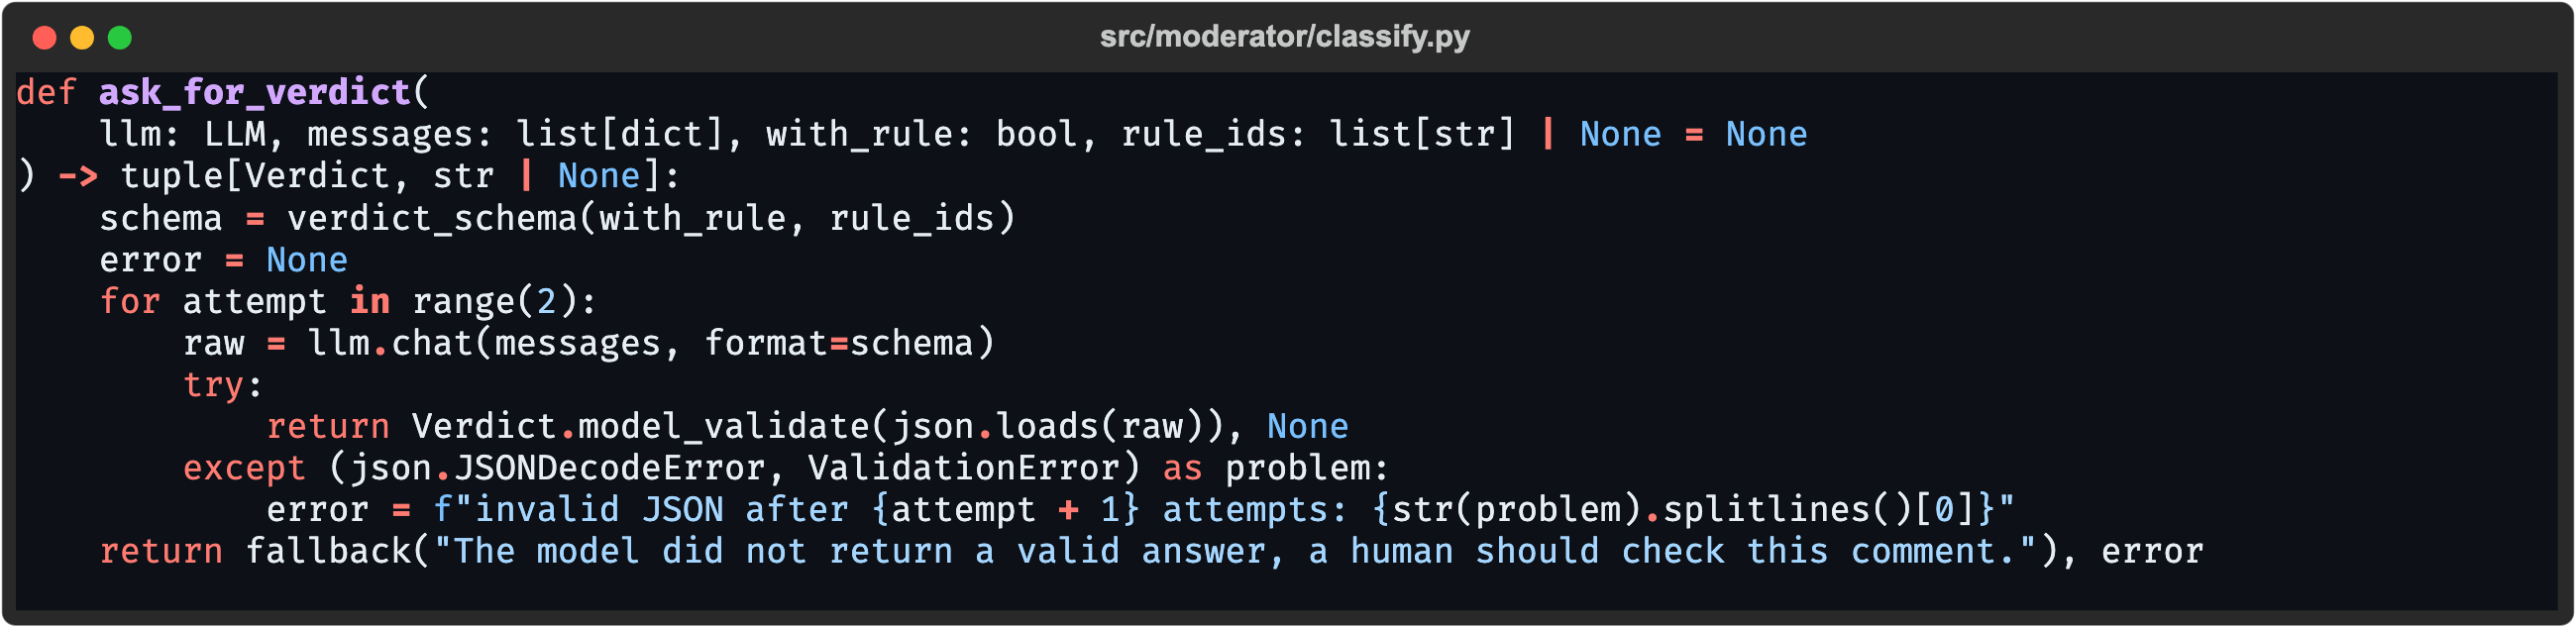 src/moderator/classify.py
def ask_for_verdict(
    llm: LLM, messages: list[dict], with_rule: bool, rule_ids: list[str] | None = None
) -> tuple[Verdict, str | None]:
    schema = verdict_schema(with_rule, rule_ids)
    error = None
    for attempt in range(2):
        raw = llm.chat(messages, format=schema)
        try:
            return Verdict.model_validate(json.loads(raw)), None
        except (json.JSONDecodeError, ValidationError) as problem:
            error = f"invalid JSON after {attempt + 1} attempts: {str(problem).splitlines()[0]}"
    return fallback("The model did not return a valid answer, a human should check this comment."), error